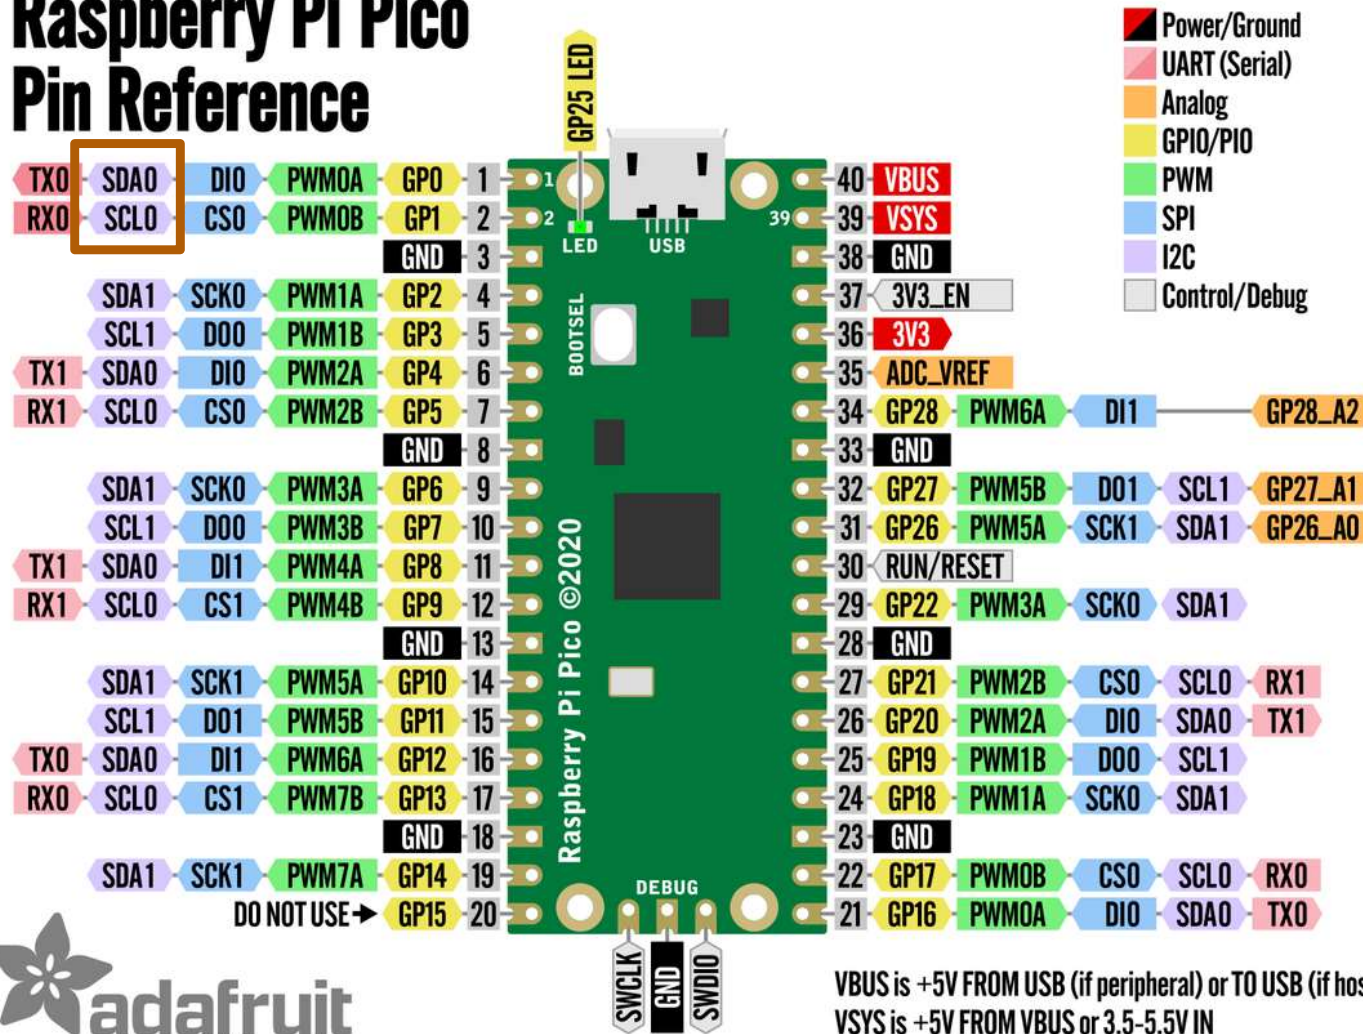 Raspberry Pi Pico
Pin Reference
GP25 LED
Power/Ground
UART (Serial)
Analog
GPIO/PIO
PWM
SPI
I2C
Control/Debug
TX0 SDA0 DI0 PWM0A GP0 1 1 40 VBUS
RX0 SCL0 CS0 PWM0B GP1 2 2 39 39 VSYS
LED USB
GND 3 38 GND
SDA1 SCK0 PWM1A GP2 4 37 3V3_EN
SCL1 DO0 PWM1B GP3 5 36 3V3
BOOTSEL
TX1 SDA0 DI0 PWM2A GP4 6 35 ADC_VREF
RX1 SCL0 CS0 PWM2B GP5 7 34 GP28 PWM6A DI1 GP28_A2
GND 8 33 GND
SDA1 SCK0 PWM3A GP6 9 32 GP27 PWM5B DO1 SCL1 GP27_A1
SCL1 DO0 PWM3B GP7 10 31 GP26 PWM5A SCK1 SDA1 GP26_A0
TX1 SDA0 DI1 PWM4A GP8 11 30 RUN/RESET
RX1 SCL0 CS1 PWM4B GP9 12 29 GP22 PWM3A SCK0 SDA1
GND 13 28 GND
Raspberry Pi Pico ©2020
SDA1 SCK1 PWM5A GP10 14 27 GP21 PWM2B CS0 SCL0 RX1
SCL1 DO1 PWM5B GP11 15 26 GP20 PWM2A DI0 SDA0 TX1
TX0 SDA0 DI1 PWM6A GP12 16 25 GP19 PWM1B DO0 SCL1
RX0 SCL0 CS1 PWM7B GP13 17 24 GP18 PWM1A SCK0 SDA1
GND 18 23 GND
SDA1 SCK1 PWM7A GP14 19 22 GP17 PWM0B CS0 SCL0 RX0
DO NOT USE GP15 20 21 GP16 PWM0A DI0 SDA0 TX0
DEBUG
SWCLK GND SWDIO
adafruit
VBUS is +5V FROM USB (if peripheral) or TO USB (if hos
VSYS is +5V FROM VBUS or 3.5-5.5V IN